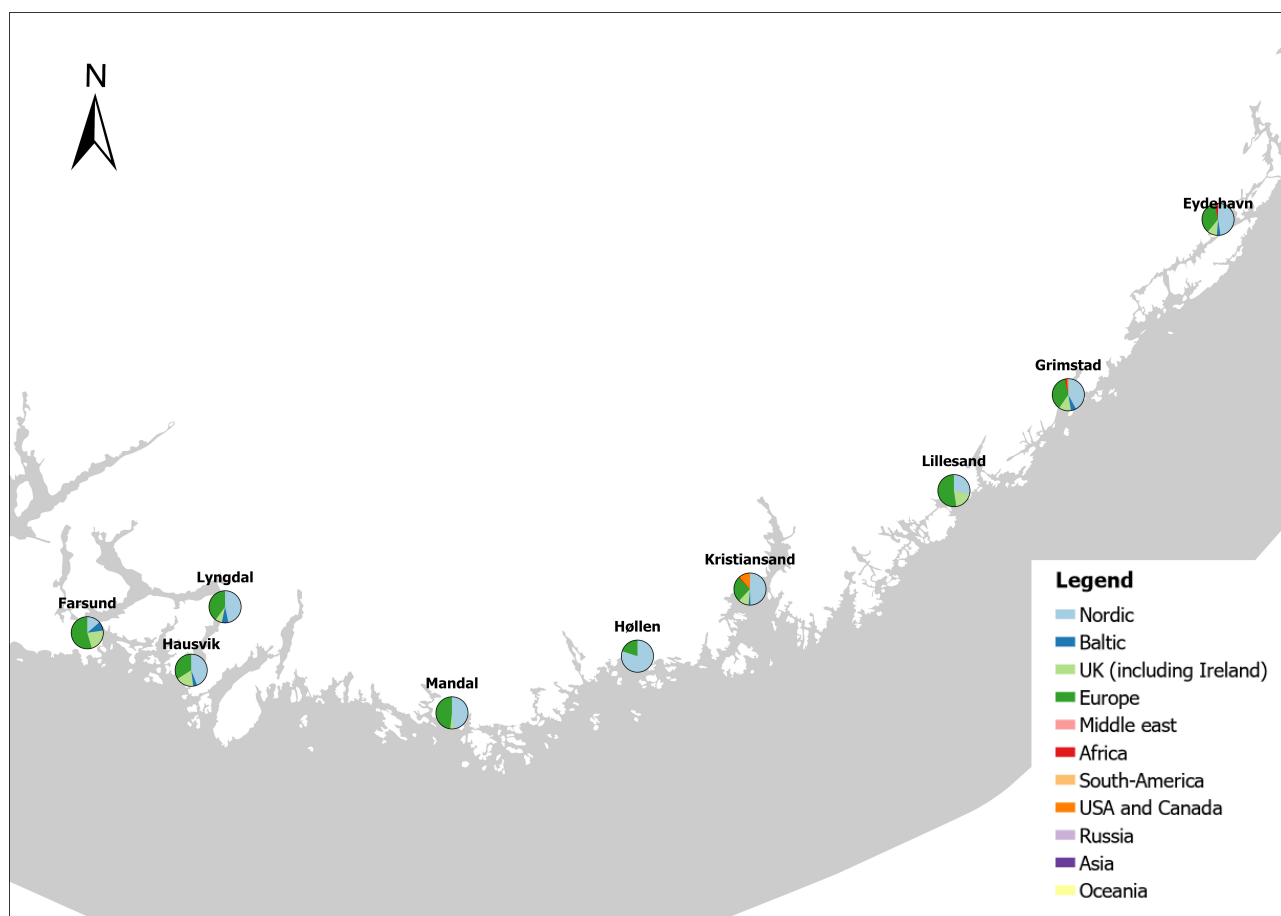 N
Eydehavn
Grimstad
Lillesand
Kristiansand
Lyngdal
Farsund
Høllen
Hausvik
Mandal
Legend
Nordic
Baltic
UK (including Ireland)
Europe
Middle east
Africa
South-America
USA and Canada
Russia
Asia
Oceania